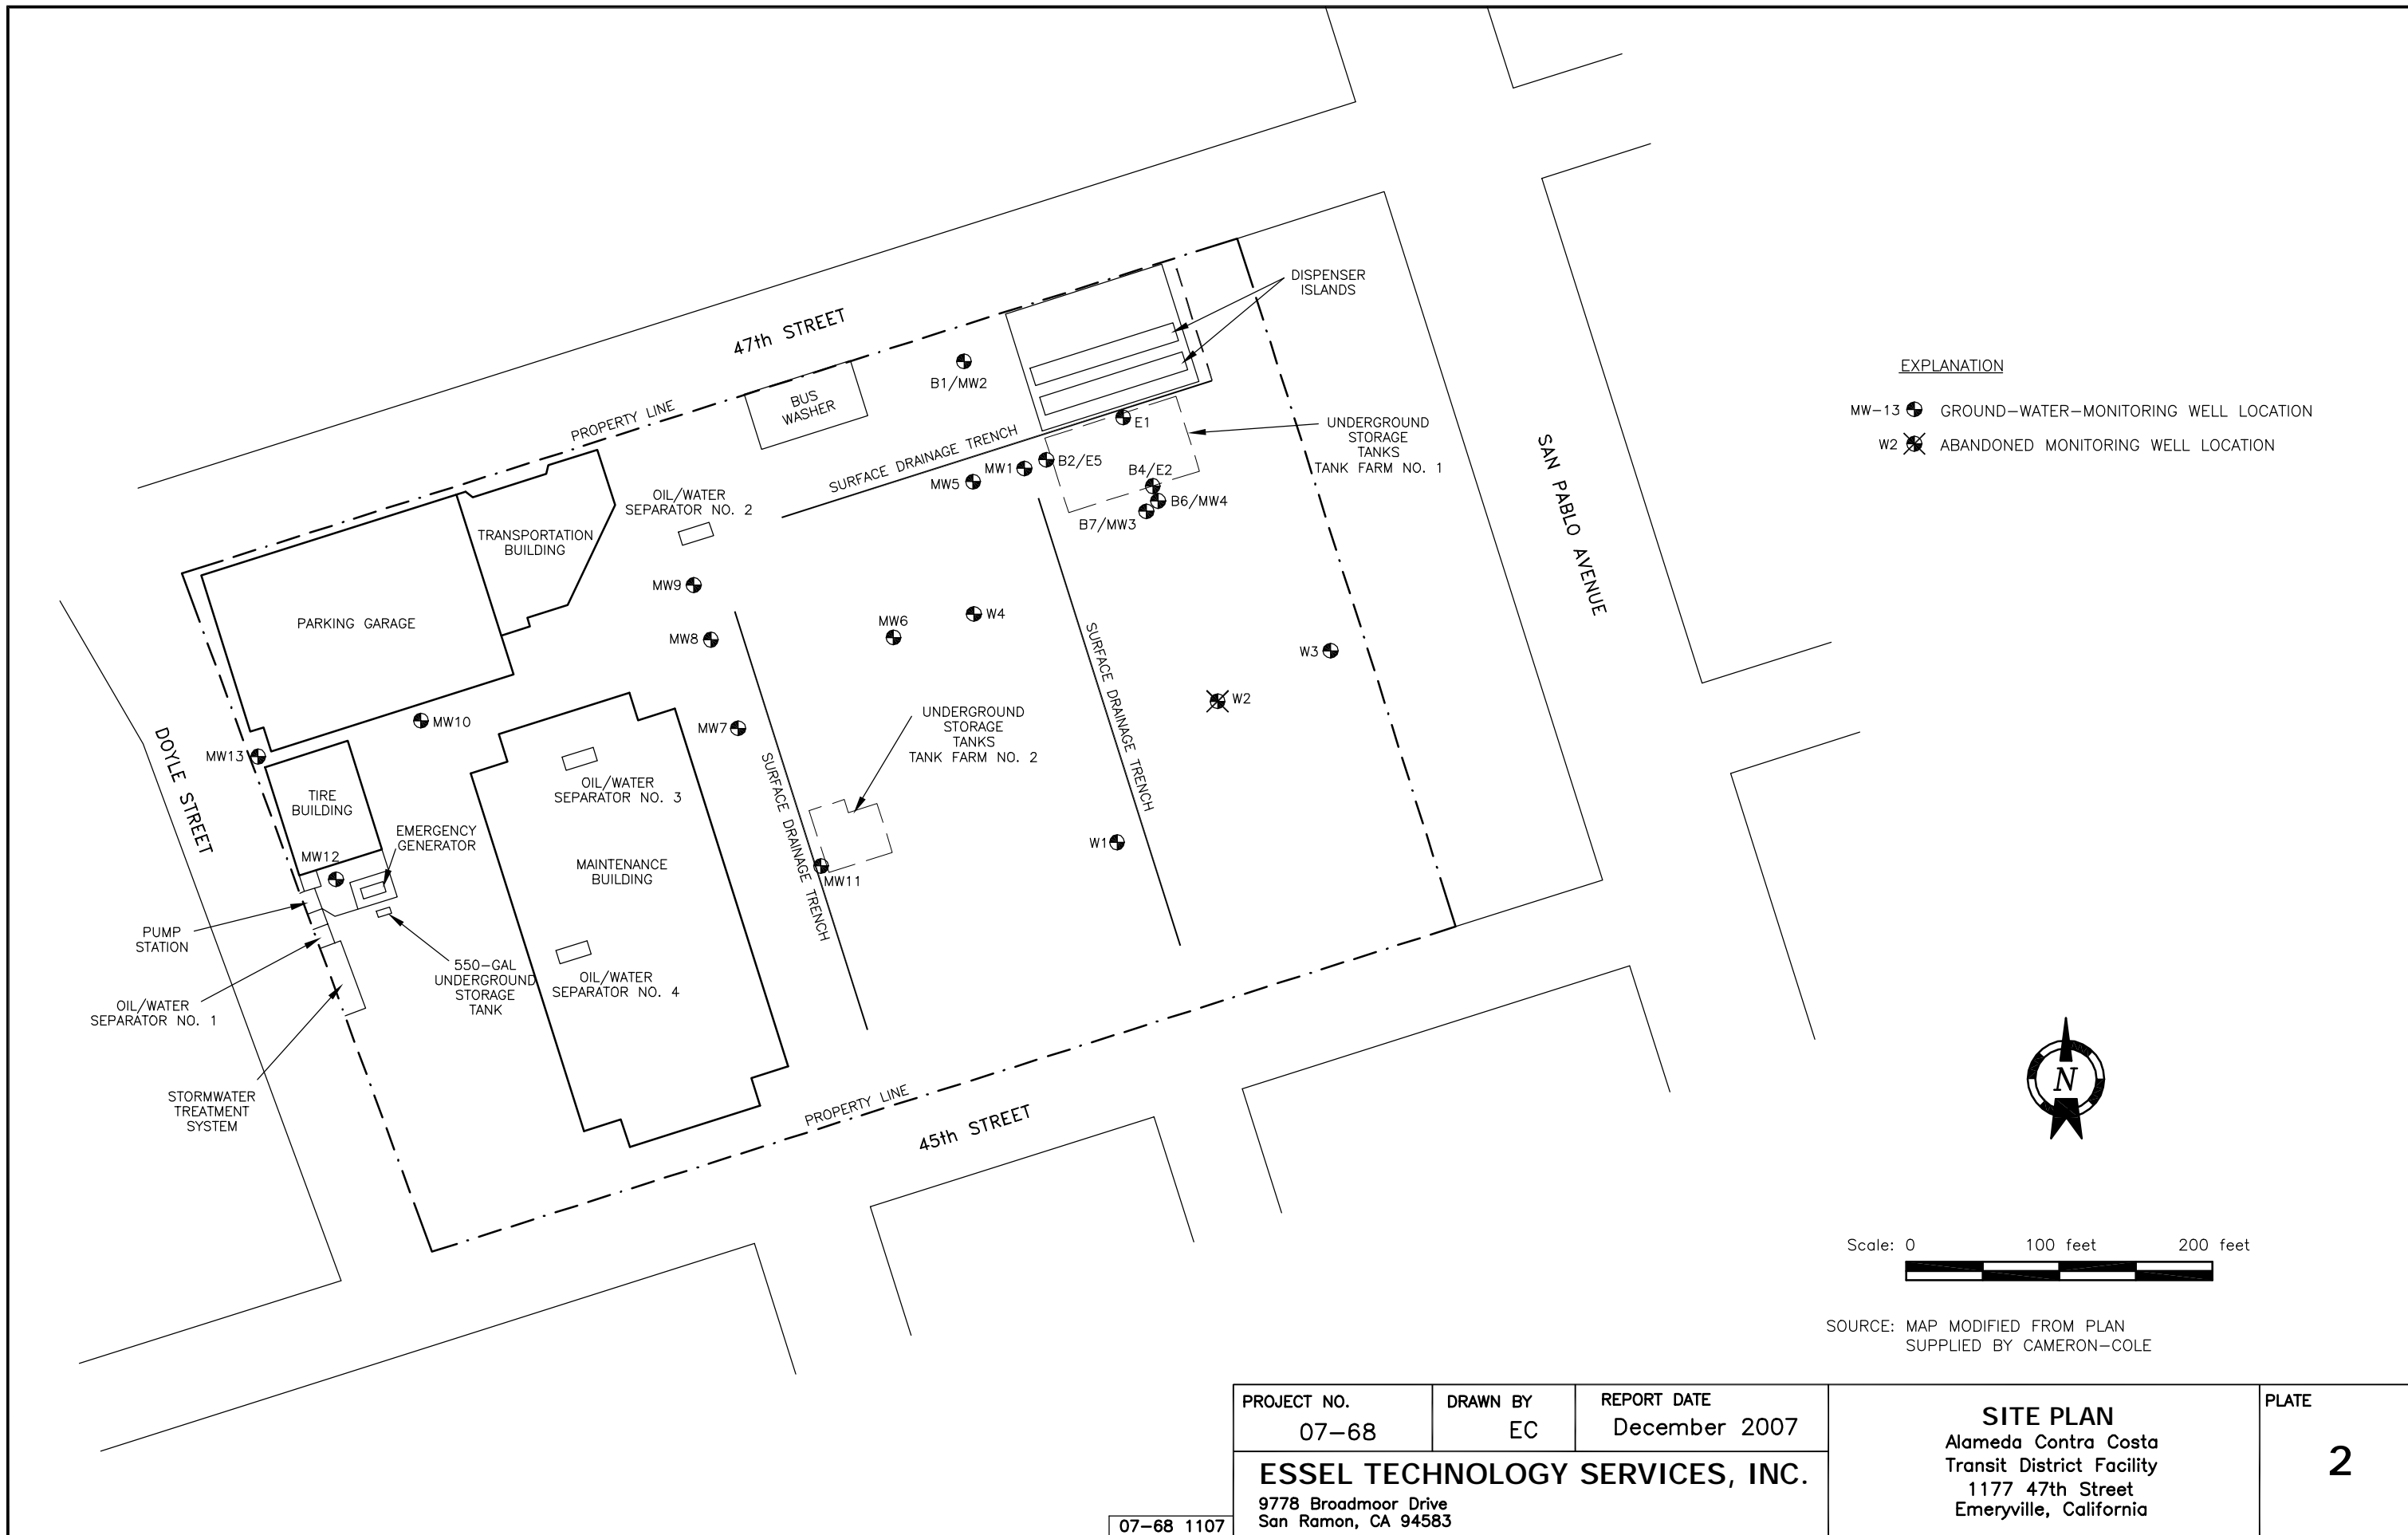 47th STREET
PROPERTY LINE
BUS
WASHER
B1/MW2
DISPENSER
ISLANDS
E1
UNDERGROUND
STORAGE
TANKS
TANK FARM NO. 1
SURFACE DRAINAGE TRENCH
MW1
B2/E5
MW5
B4/E2
B6/MW4
B7/MW3
SAN PABLO AVENUE
EXPLANATION
MW-13 GROUND-WATER-MONITORING WELL LOCATION
W2 ABANDONED MONITORING WELL LOCATION
OIL/WATER
SEPARATOR NO. 2
TRANSPORTATION
BUILDING
PARKING GARAGE
MW9
MW8
MW6
W4
SURFACE DRAINAGE TRENCH
W3
W2
MW10
MW7
UNDERGROUND
STORAGE
TANKS
TANK FARM NO. 2
DOYLE STREET
MW13
TIRE
BUILDING
OIL/WATER
SEPARATOR NO. 3
SURFACE DRAINAGE TRENCH
EMERGENCY
GENERATOR
MW12
MAINTENANCE
BUILDING
MW11
W1
PUMP
STATION
550-GAL
UNDERGROUND
STORAGE
TANK
OIL/WATER
SEPARATOR NO. 4
OIL/WATER
SEPARATOR NO. 1
STORMWATER
TREATMENT
SYSTEM
PROPERTY LINE
45th STREET
N
Scale: 0 100 feet 200 feet
SOURCE: MAP MODIFIED FROM PLAN
SUPPLIED BY CAMERON-COLE
PROJECT NO.
07-68
DRAWN BY
EC
REPORT DATE
December 2007
ESSEL TECHNOLOGY SERVICES, INC.
9778 Broadmoor Drive
San Ramon, CA 94583
07-68 1107
SITE PLAN
Alameda Contra Costa
Transit District Facility
1177 47th Street
Emeryville, California
PLATE
2